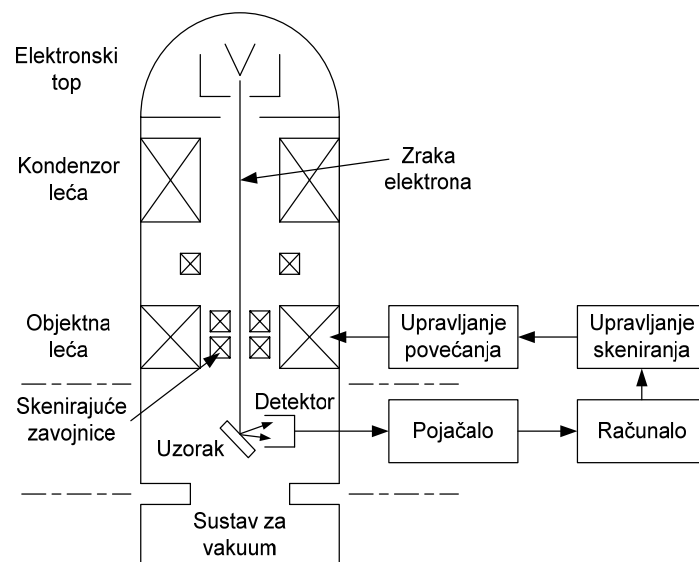 Elektronski
top
Kondenzor
leća
Zraka
elektrona
Objektna
leća
Upravljanje
povećanja
Upravljanje
skeniranja
Skenirajuće
zavojnice
Detektor
Uzorak
Pojačalo
Računalo
Sustav za
vakuum